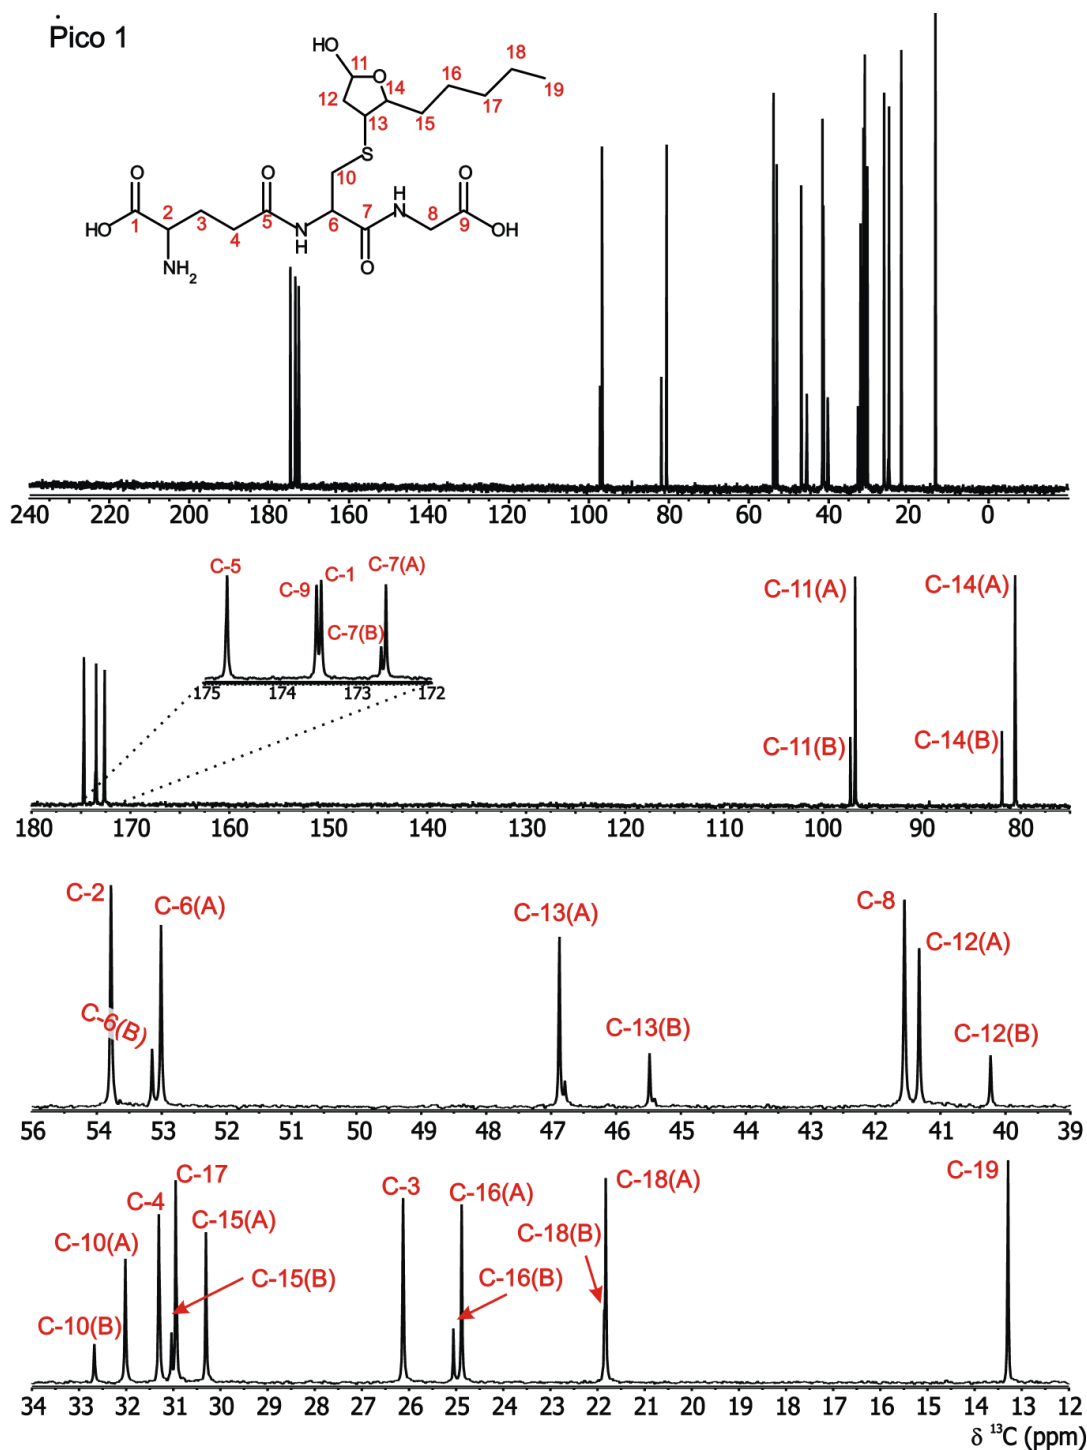 Pico 1
HO
11
O
14
12
13
16
18
15
17
19
S
10
O
O
H
O
HO
1
2
3
4
5
N
H
6
7
N
8
9
OH
NH2
O
240 220 200 180 160 140 120 100 80 60 40 20 0
C-5
C-9
C-1
C-7(A)
C-7(B)
175 174 173 172
C-11(A)
C-14(A)
C-11(B)
C-14(B)
180 170 160 150 140 130 120 110 100 90 80
C-2
C-6(A)
C-6(B)
C-13(A)
C-13(B)
C-8
C-12(A)
C-12(B)
56 54 53 52 51 50 49 48 47 46 45 44 43 42 41 40 39
C-17
C-4
C-15(A)
C-10(A)
C-15(B)
C-10(B)
C-3
C-16(A)
C-16(B)
C-18(A)
C-18(B)
C-19
34 33 32 31 30 29 28 27 26 25 24 23 22 21 20 19 18 17 16 15 14 13 12
δ ¹³C (ppm)